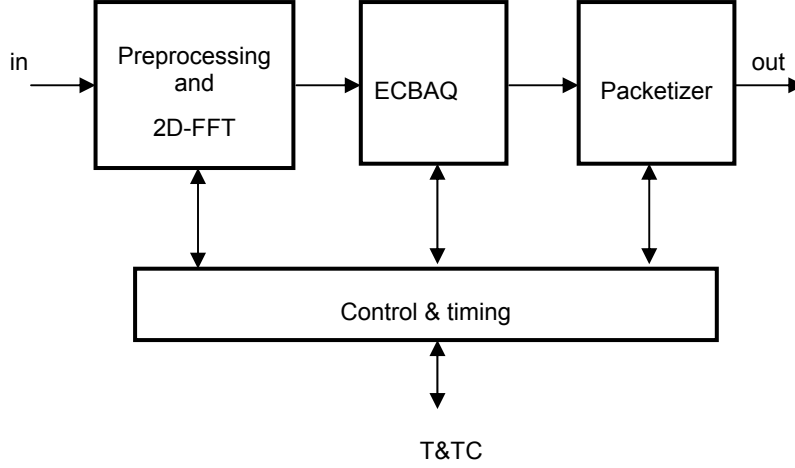 in
Preprocessing
and
2D-FFT
ECBAQ
Packetizer
out
Control & timing
T&TC